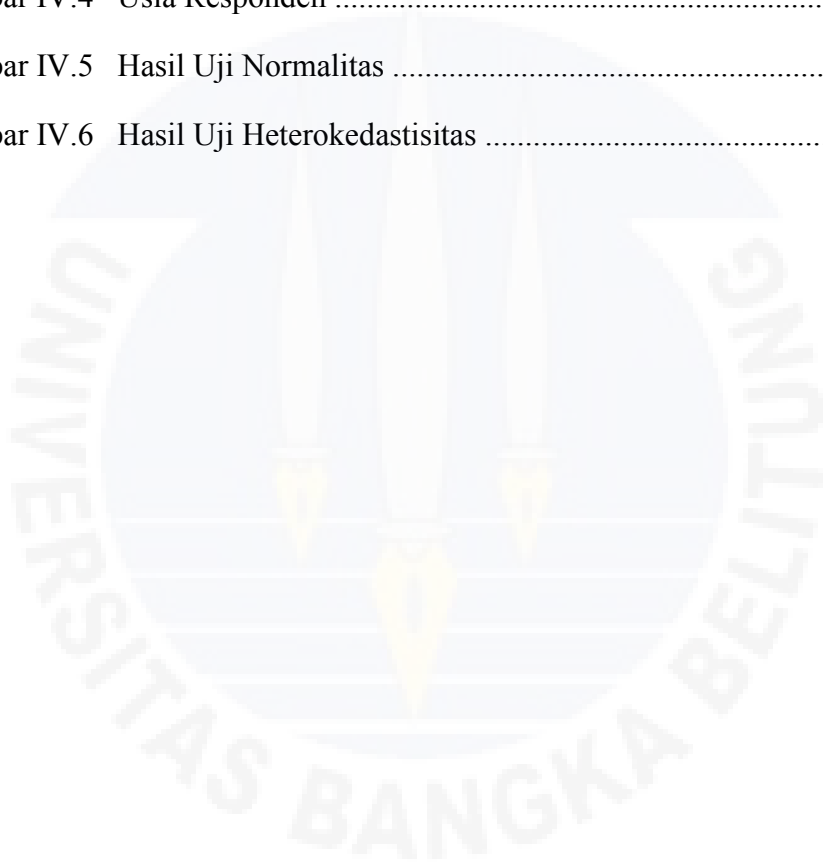 bar IV.4 Usia Responden ................................................................
bar IV.5 Hasil Uji Normalitas .......................................................
bar IV.6 Hasil Uji Heterokedastisitas ...........................................
UNIVERSITAS BANGKA BELITUNG